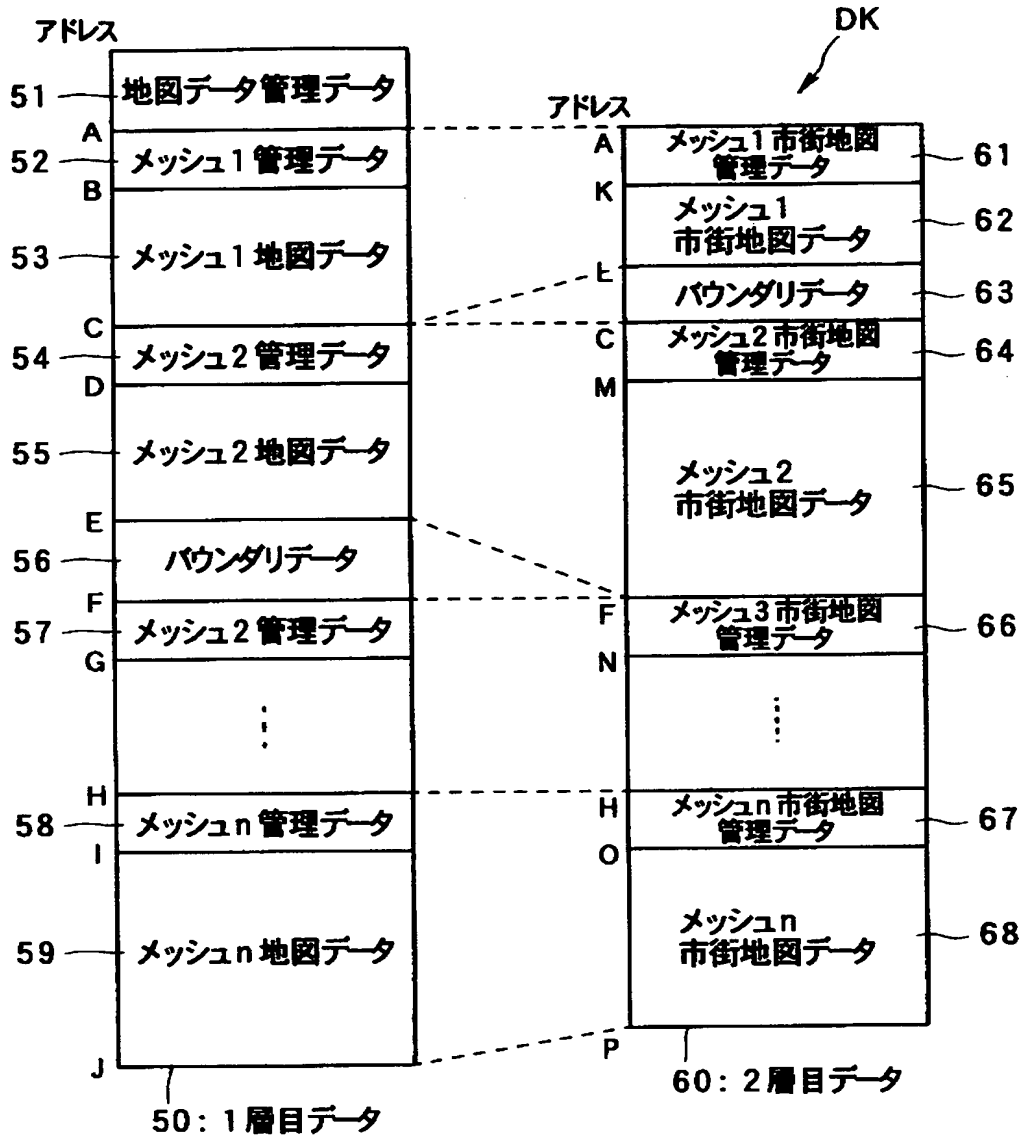 DK
アドレス
51
地図データ管理データ
A
52
メッシュ1管理データ
B
53
メッシュ1地図データ
C
54
メッシュ2管理データ
D
55
メッシュ2地図データ
E
56
バウンダリデータ
F
57
メッシュ2管理データ
G
H
58
メッシュn管理データ
I
59
メッシュn地図データ
J
50:1層目データ
アドレス
A
メッシュ1市街地図
管理データ
61
K
メッシュ1
市街地図データ
62
バウンダリデータ
63
C
メッシュ2市街地図
管理データ
64
M
メッシュ2
市街地図データ
65
F
メッシュ3市街地図
管理データ
66
N
H
メッシュn市街地図
管理データ
67
O
メッシュn
市街地図データ
68
P
60:2層目データ